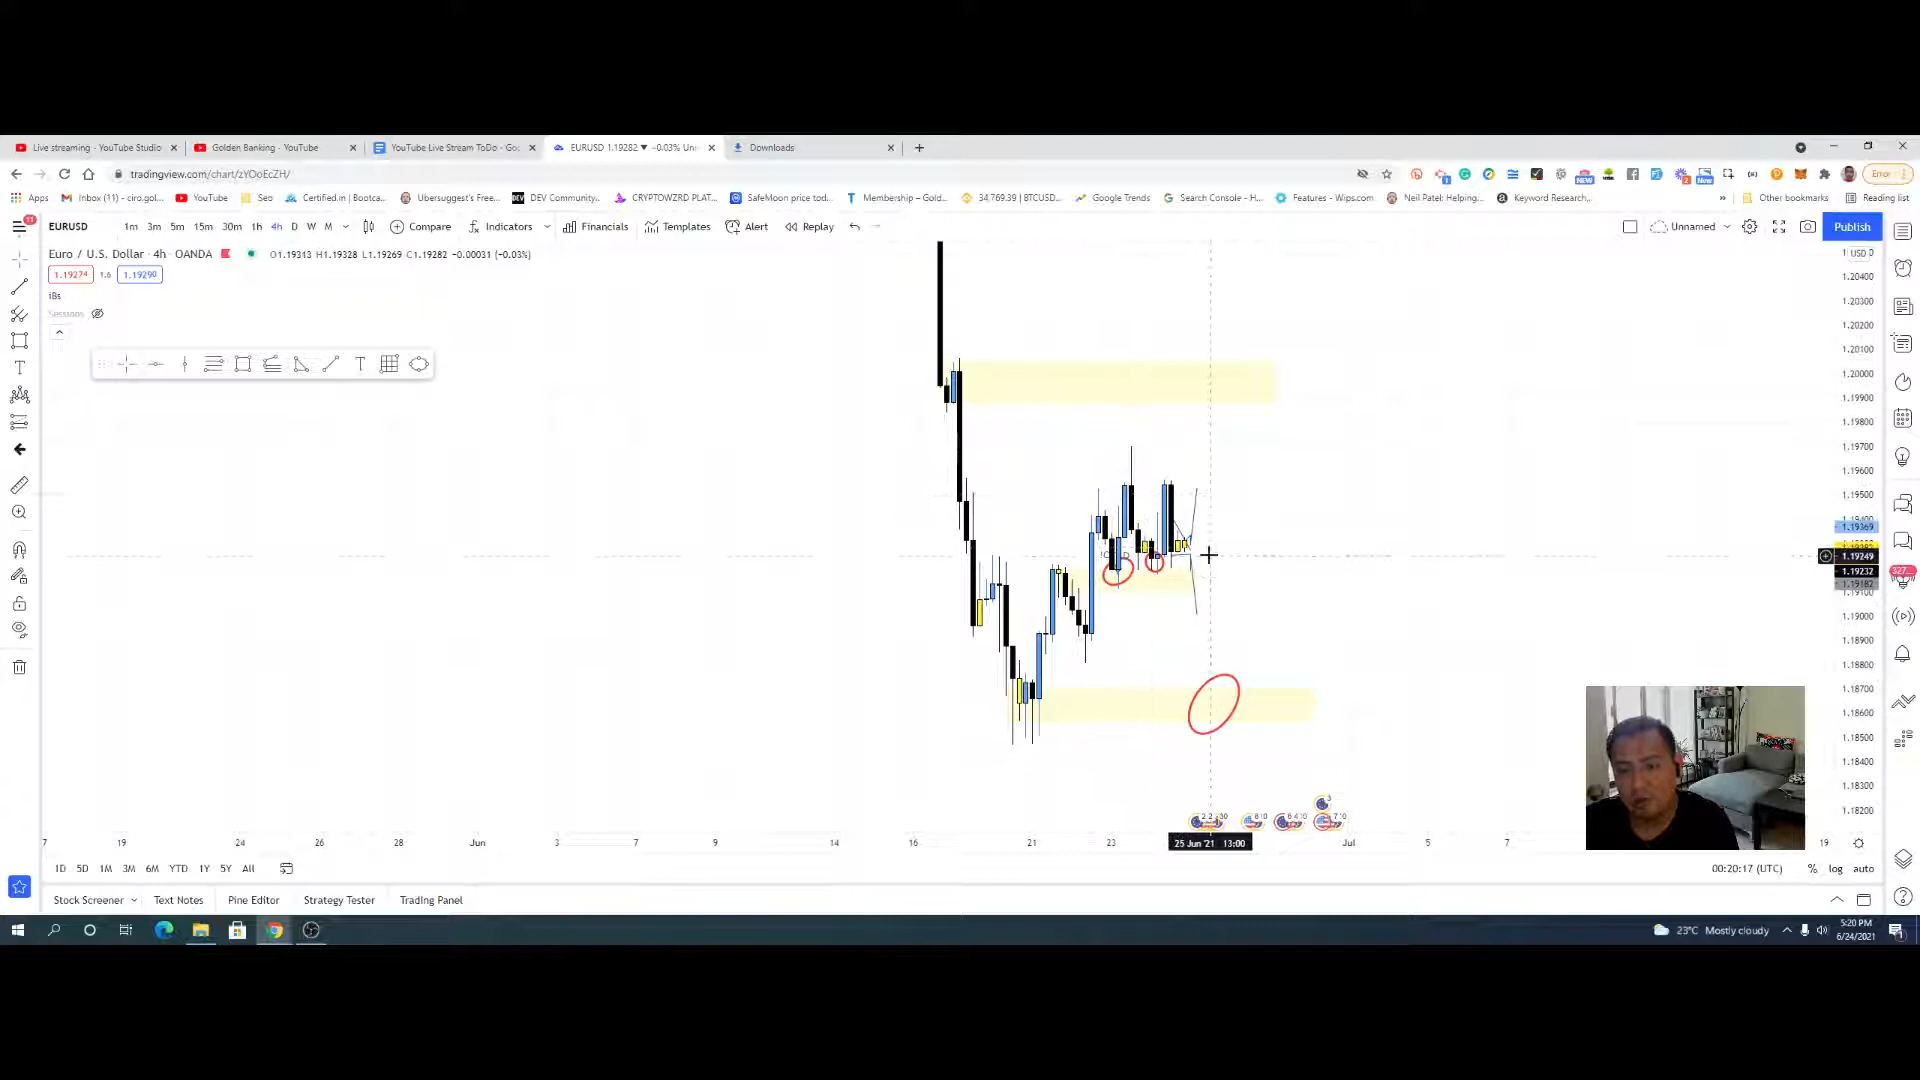 Live streaming - YouTube Studio
Golden Banking - YouTube
YouTube Live Stream ToDo - Go:
EURUSD 1.19282 ▼ −0.03% Un
Downloads
tradingview.com/chart/zYOoEcZH/
Error
Apps
Inbox (11) - ciro.gol...
YouTube
Seo
Certified.in | Bootca...
Ubersuggest's Free...
DEV Community...
CRYPTOWZRD PLAT...
SafeMoon price tod...
Membership – Gold...
34,769.39 | BTCUSD...
Google Trends
Search Console - H...
Features - Wips.com
Neil Patel: Helping...
Keyword Research...
Other bookmarks
Reading list
11
EURUSD
1m 3m 5m 15m 30m 1h 4h D W M
Compare
Indicators
Financials
Templates
Alert
Replay
Unnamed
Publish
Euro / U.S. Dollar · 4h · OANDA
O1.19313 H1.19328 L1.19269 C1.19282 −0.00031 (−0.03%)
1.19274 1.6 1.19290
iBs
Sessions
USD
1.20400
1.20300
1.20200
1.20100
1.20000
1.19900
1.19800
1.19700
1.19600
1.19500
1.19369
1.19249
1.19232
1.19182
1.19100
1.19000
1.18900
1.18800
1.18700
1.18600
1.18500
1.18400
1.18300
1.18200
327
7 19 24 26 28 Jun 3 7 9 14 16 21 23 25 Jun '21 13:00 Jul 5 7 19
1D 5D 1M 3M 6M YTD 1Y 5Y All
00:20:17 (UTC)
% log auto
Stock Screener
Text Notes
Pine Editor
Strategy Tester
Trading Panel
23°C Mostly cloudy
5:20 PM
6/24/2021